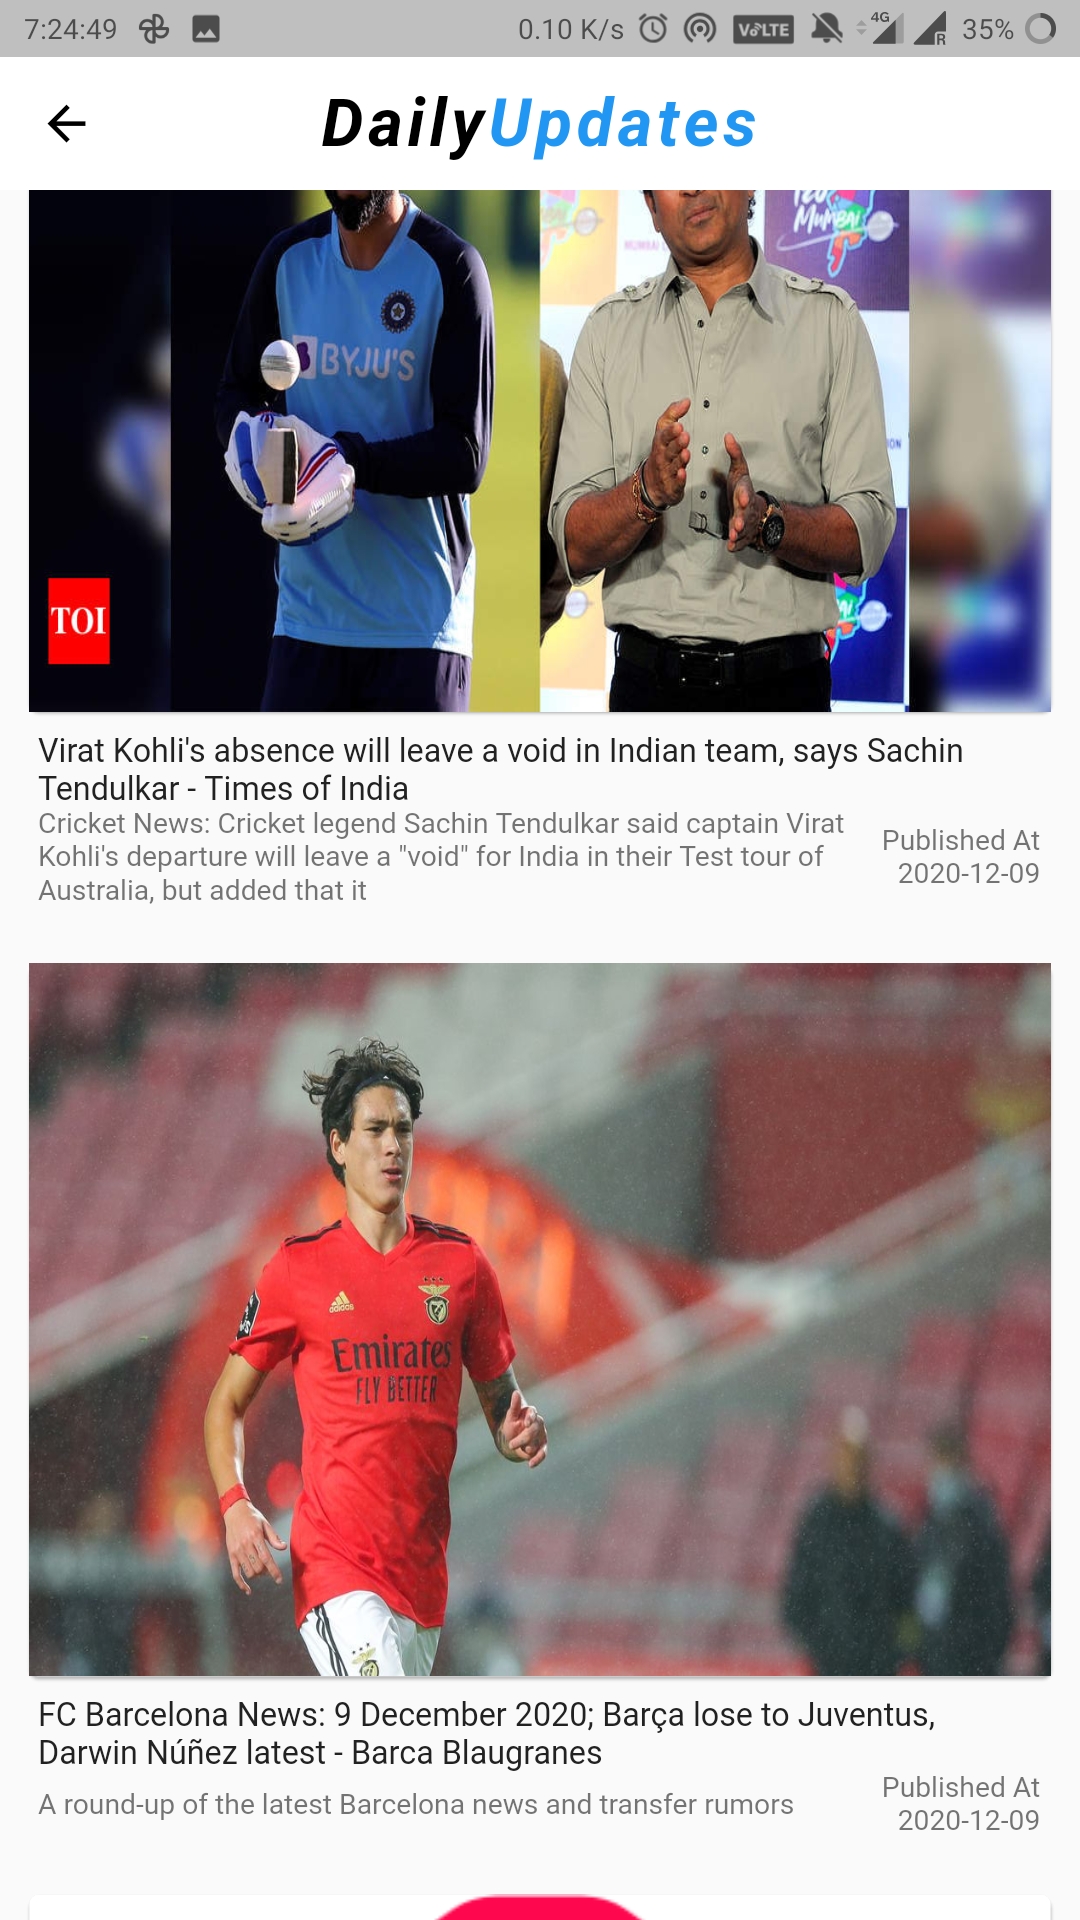 7:24:49 0.10 K/s VoLTE 4G R 35%
DailyUpdates
Mumbai
BYJU'S
TOI
Virat Kohli's absence will leave a void in Indian team, says Sachin
Tendulkar - Times of India
Cricket News: Cricket legend Sachin Tendulkar said captain Virat
Kohli's departure will leave a "void" for India in their Test tour of
Australia, but added that it
Published At
2020-12-09
adidas
Emirates
FLY BETTER
FC Barcelona News: 9 December 2020; Barça lose to Juventus,
Darwin Núñez latest - Barca Blaugranes
A round-up of the latest Barcelona news and transfer rumors
Published At
2020-12-09